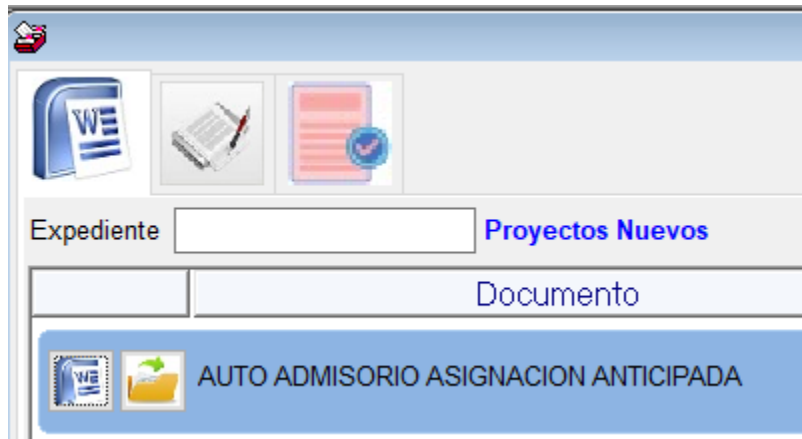 W
Expediente
Proyectos Nuevos
Documento
W
AUTO ADMISORIO ASIGNACION ANTICIPADA